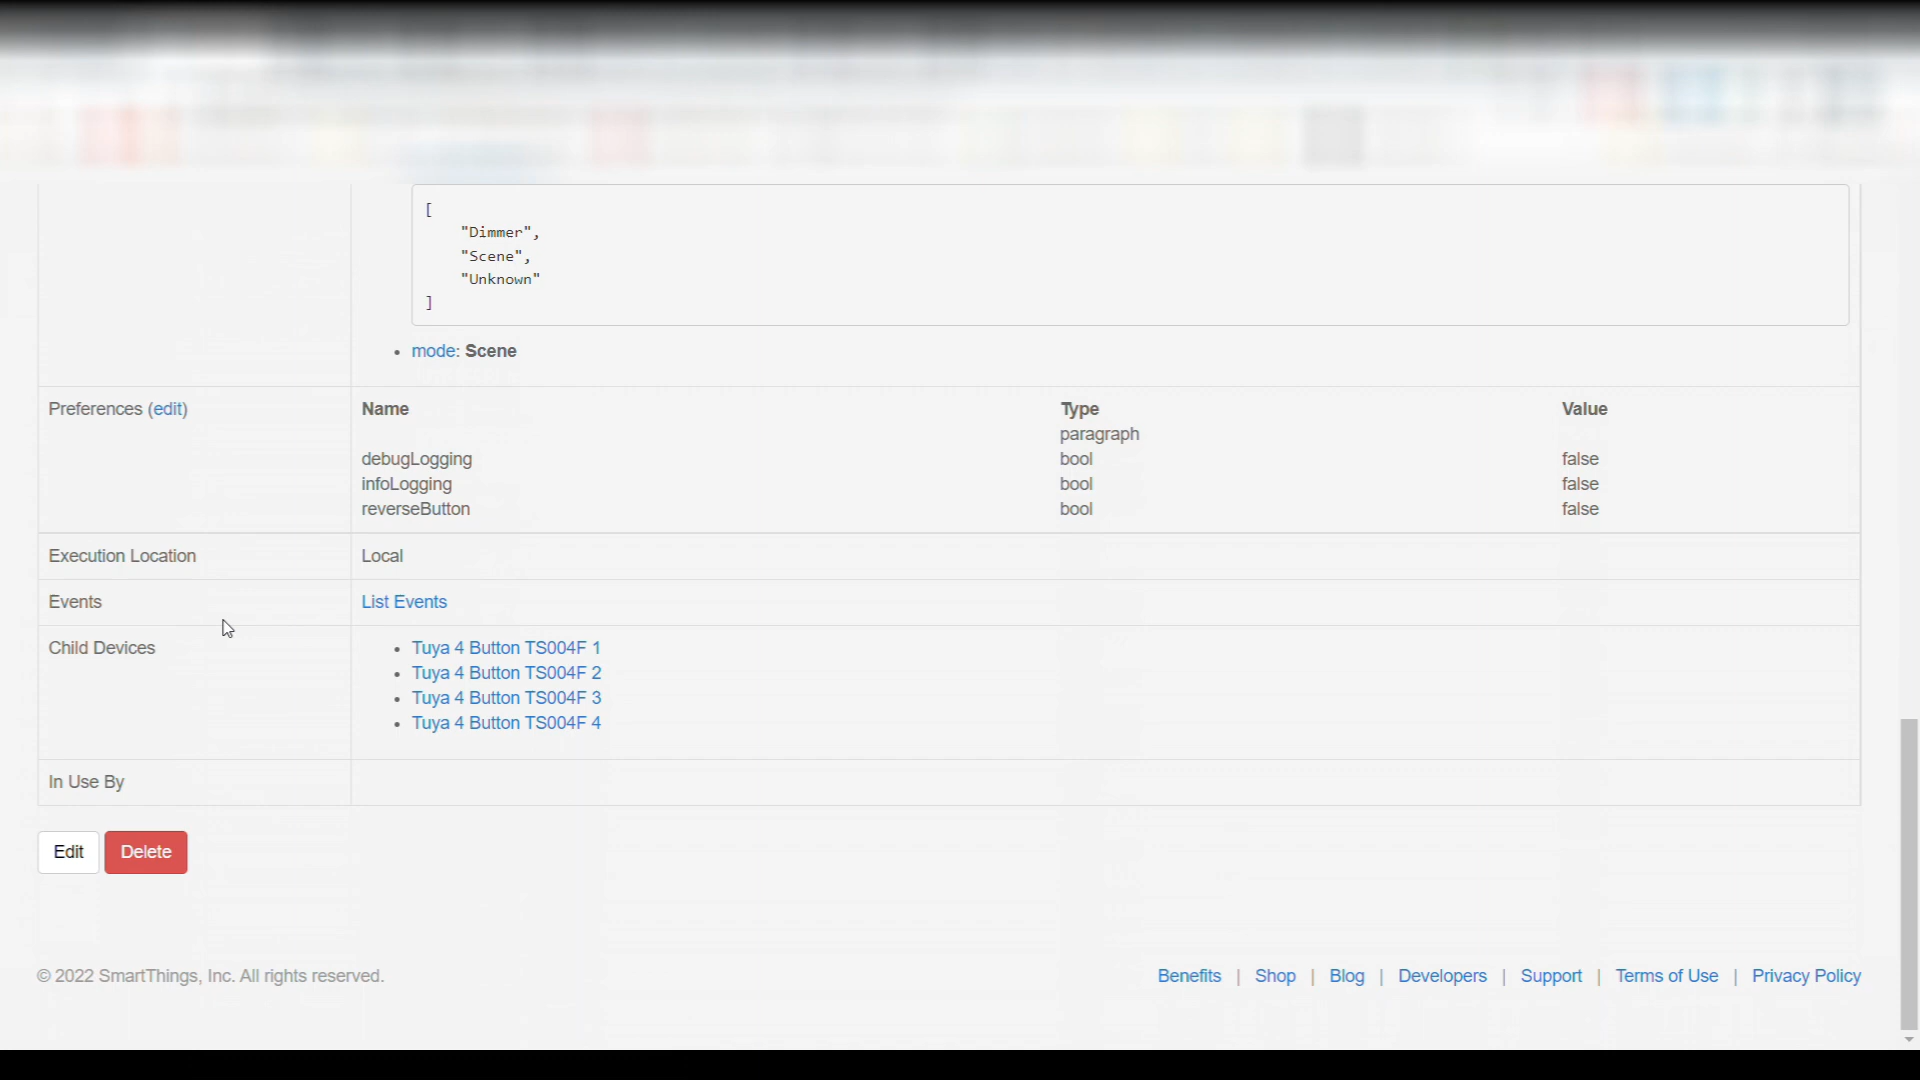 [
"Dimmer",
"Scene",
"Unknown"
]
mode: Scene
Preferences (edit) Name Type Value
paragraph
debugLogging bool false
infoLogging bool false
reverseButton bool false
Execution Location Local
Events List Events
Child Devices Tuya 4 Button TS004F 1
Tuya 4 Button TS004F 2
Tuya 4 Button TS004F 3
Tuya 4 Button TS004F 4
In Use By
Edit Delete
© 2022 SmartThings, Inc. All rights reserved. Benefits | Shop | Blog | Developers | Support | Terms of Use | Privacy Policy